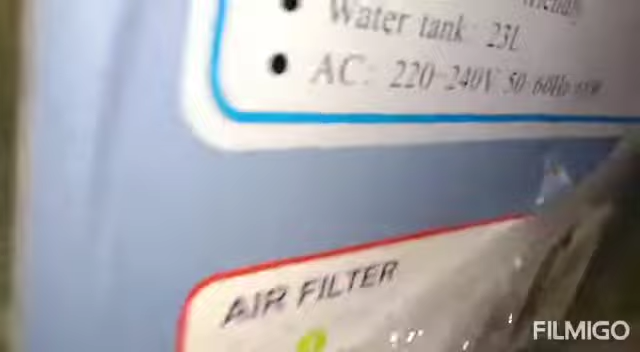 Water tank: 23L
AC: 220-240V 50-60Hz
AIR FILTER
FILMIGO